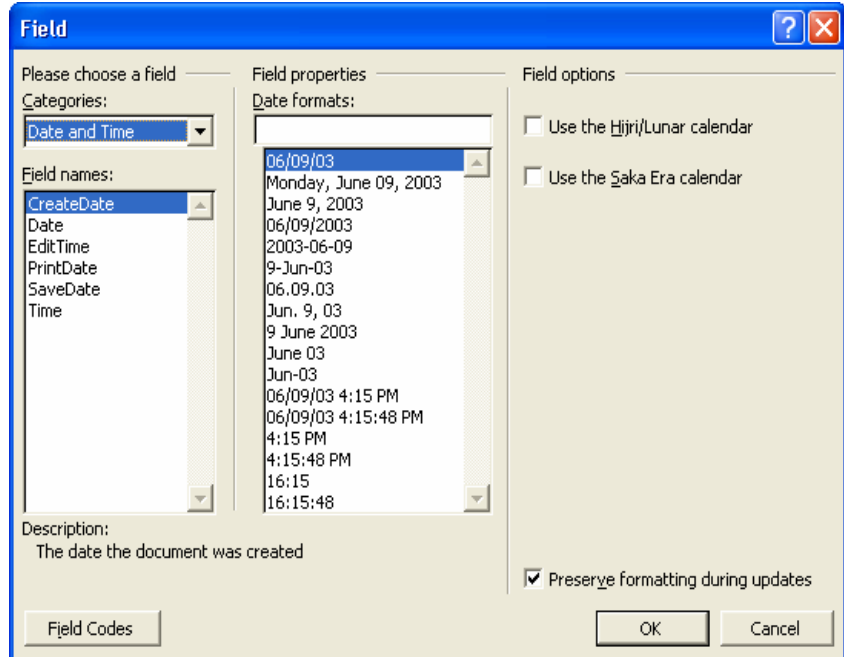 Field
Please choose a field
Categories:
Date and Time
Field names:
CreateDate
Date
EditTime
PrintDate
SaveDate
Time
Field properties
Date formats:
06/09/03
Monday, June 09, 2003
June 9, 2003
06/09/2003
2003-06-09
9-Jun-03
06.09.03
Jun. 9, 03
9 June 2003
June 03
Jun-03
06/09/03 4:15 PM
06/09/03 4:15:48 PM
4:15 PM
4:15:48 PM
16:15
16:15:48
Field options
Use the Hijri/Lunar calendar
Use the Saka Era calendar
Description:
The date the document was created
Preserve formatting during updates
Field Codes
OK
Cancel